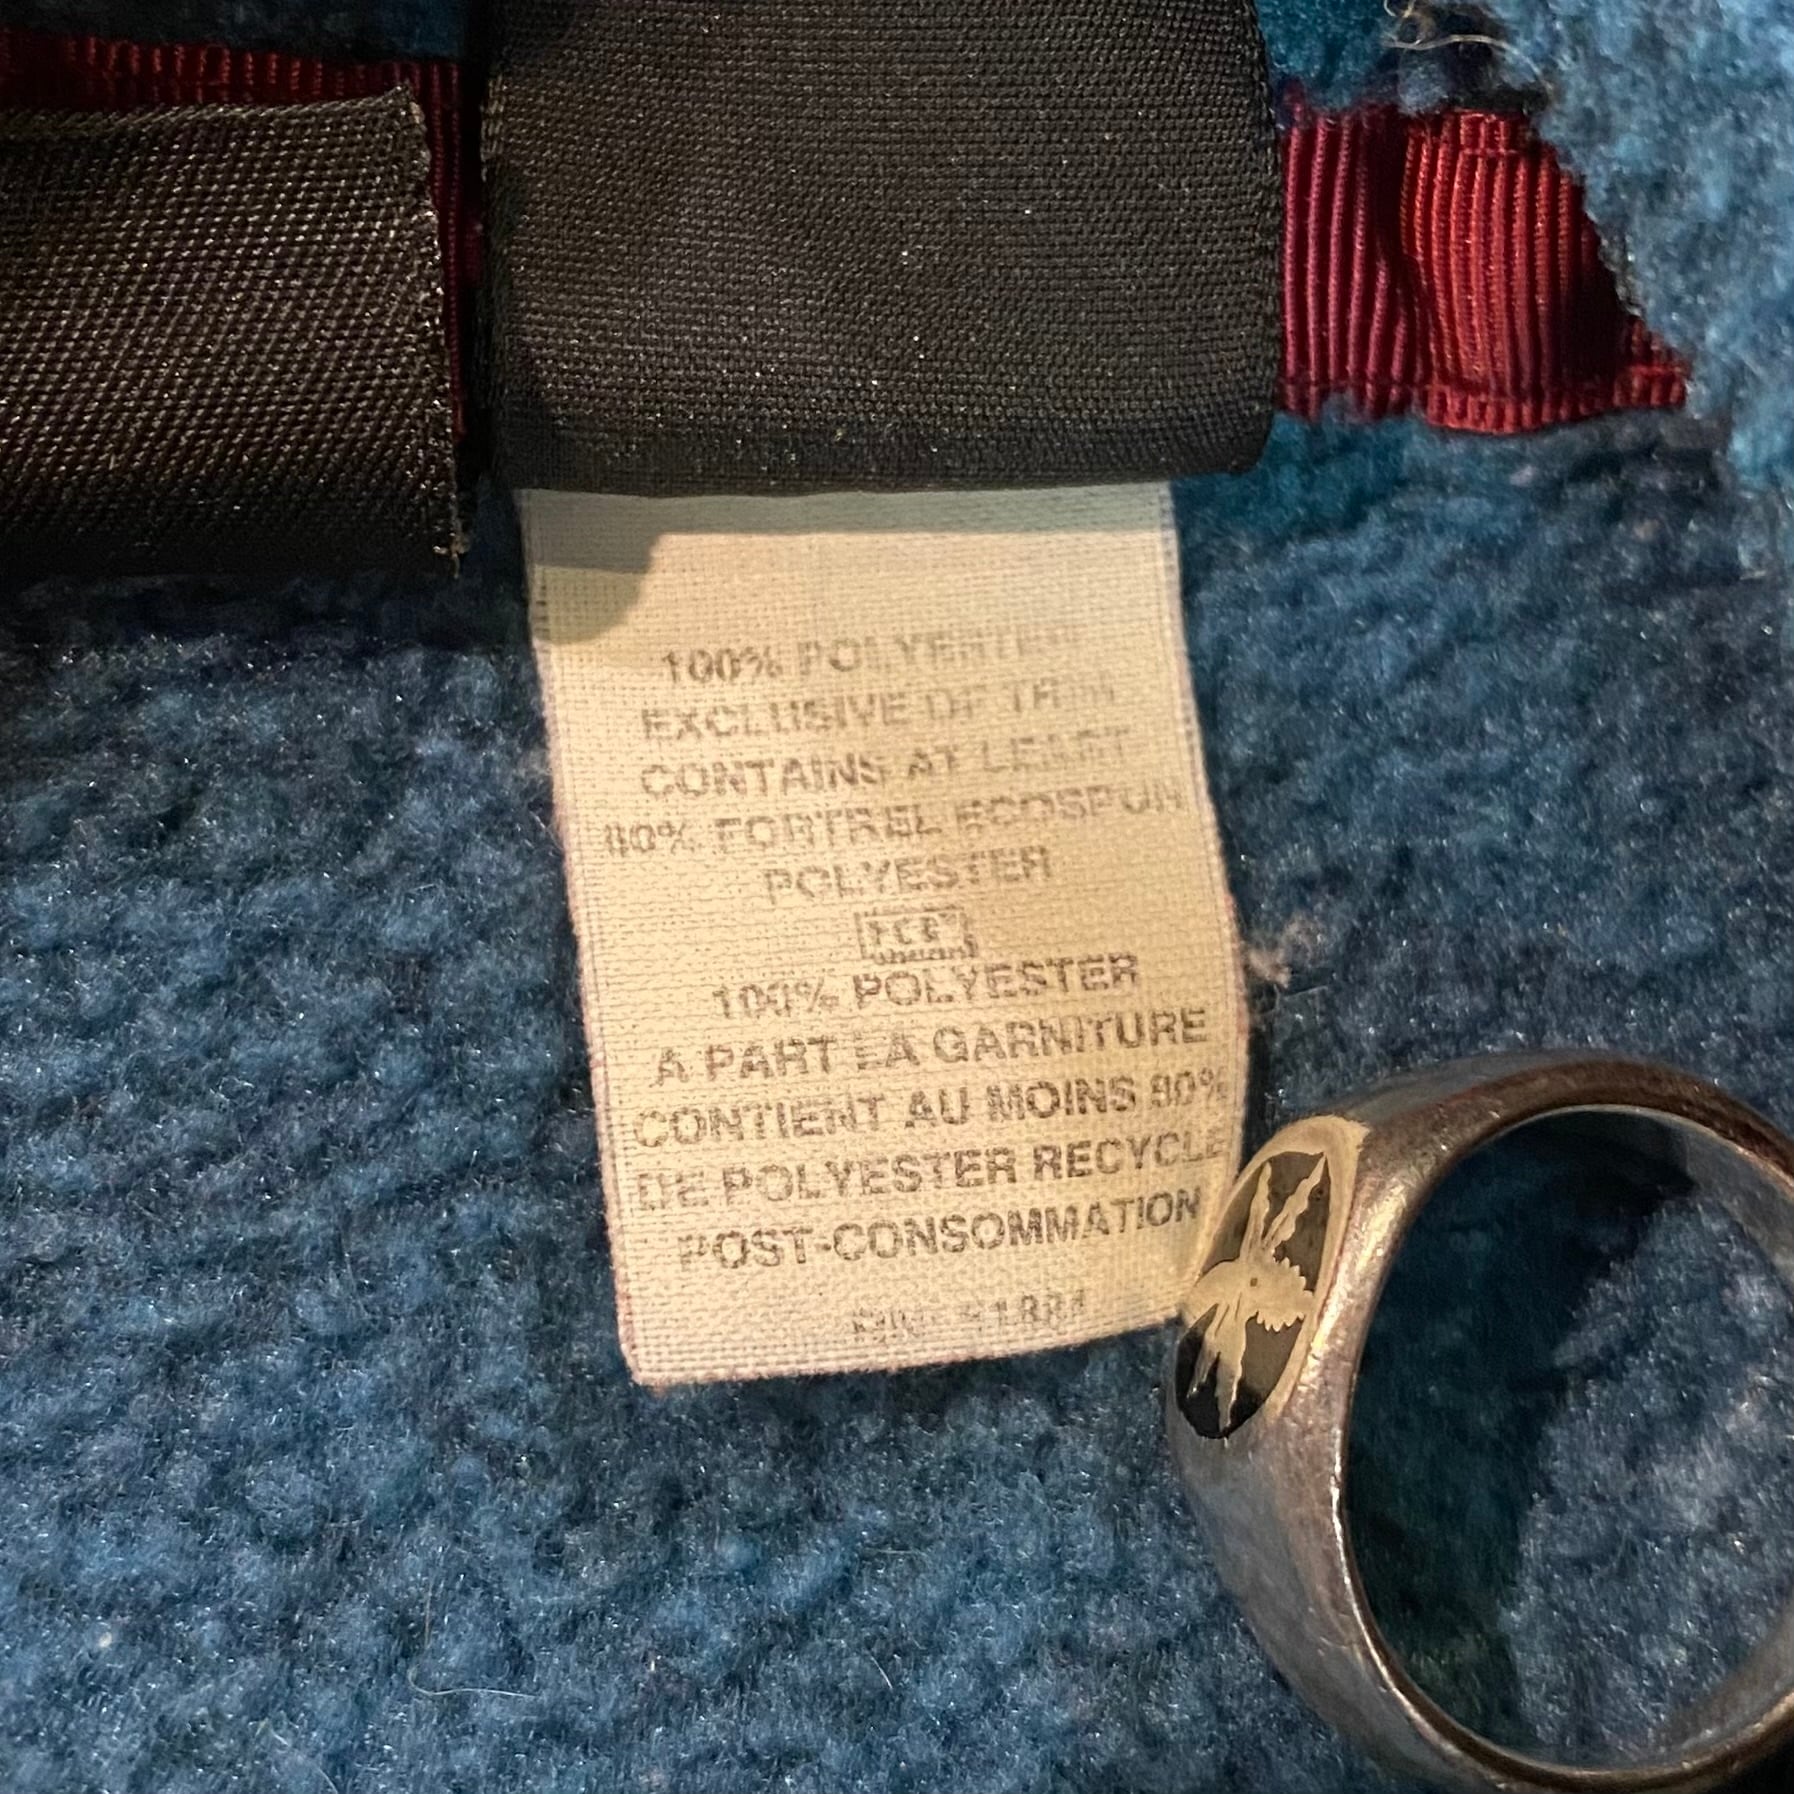 100% POLYESTER
EXCLUSIVE OF TRIM
CONTAINS AT LEAST
80% FORTREL ECOSPUN
POLYESTER
100% POLYESTER
A PART LA GARNITURE
CONTIENT AU MOINS 80%
DE POLYESTER RECYCLE
POST-CONSOMMATION